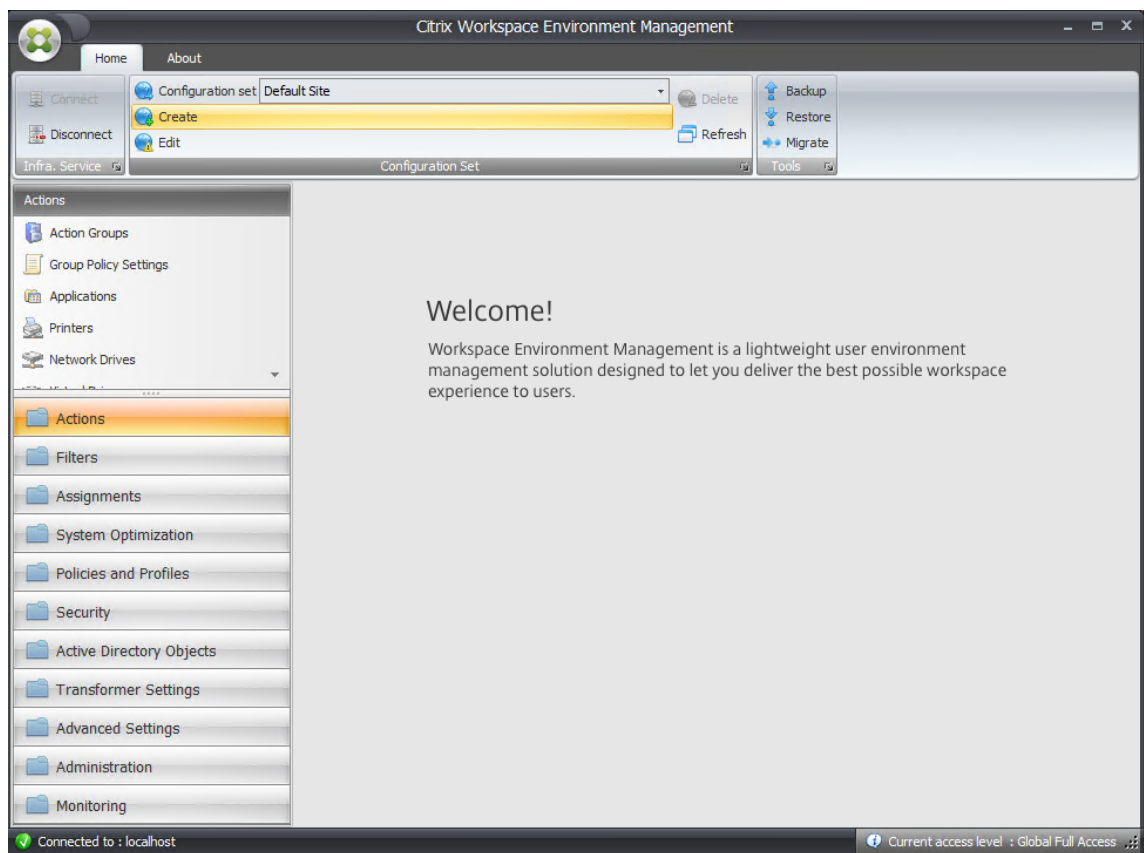 Citrix Workspace Environment Management
Home About
Connect
Disconnect
Infra. Service
Configuration set Default Site
Create
Edit
Delete
Refresh
Configuration Set
Backup
Restore
Migrate
Tools
Actions
Action Groups
Group Policy Settings
Applications
Printers
Network Drives
Actions
Filters
Assignments
System Optimization
Policies and Profiles
Security
Active Directory Objects
Transformer Settings
Advanced Settings
Administration
Monitoring
Welcome!
Workspace Environment Management is a lightweight user environment
management solution designed to let you deliver the best possible workspace
experience to users.
Connected to : localhost
Current access level : Global Full Access